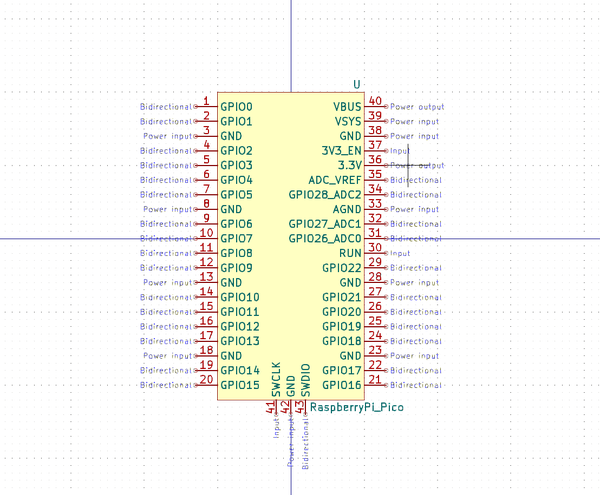 U
Bidirectional 1 GPIO0 VBUS 40 Power output
Bidirectional 2 GPIO1 VSYS 39 Power input
Power input 3 GND GND 38 Power input
Bidirectional 4 GPIO2 3V3_EN 37 Input
Bidirectional 5 GPIO3 3.3V 36 Power output
Bidirectional 6 GPIO4 ADC_VREF 35 Bidirectional
Bidirectional 7 GPIO5 GPIO28_ADC2 34 Bidirectional
Power input 8 GND AGND 33 Power input
Bidirectional 9 GPIO6 GPIO27_ADC1 32 Bidirectional
Bidirectional 10 GPIO7 GPIO26_ADC0 31 Bidirectional
Bidirectional 11 GPIO8 RUN 30 Input
Bidirectional 12 GPIO9 GPIO22 29 Bidirectional
Power input 13 GND GND 28 Power input
Bidirectional 14 GPIO10 GPIO21 27 Bidirectional
Bidirectional 15 GPIO11 GPIO20 26 Bidirectional
Bidirectional 16 GPIO12 GPIO19 25 Bidirectional
Bidirectional 17 GPIO13 GPIO18 24 Bidirectional
Power input 18 GND GND 23 Power input
Bidirectional 19 GPIO14 GPIO17 22 Bidirectional
Bidirectional 20 GPIO15 GPIO16 21 Bidirectional
SWCLK 41 Input
GND 42 Power input
SWDIO 43 Bidirectional
RaspberryPi_Pico